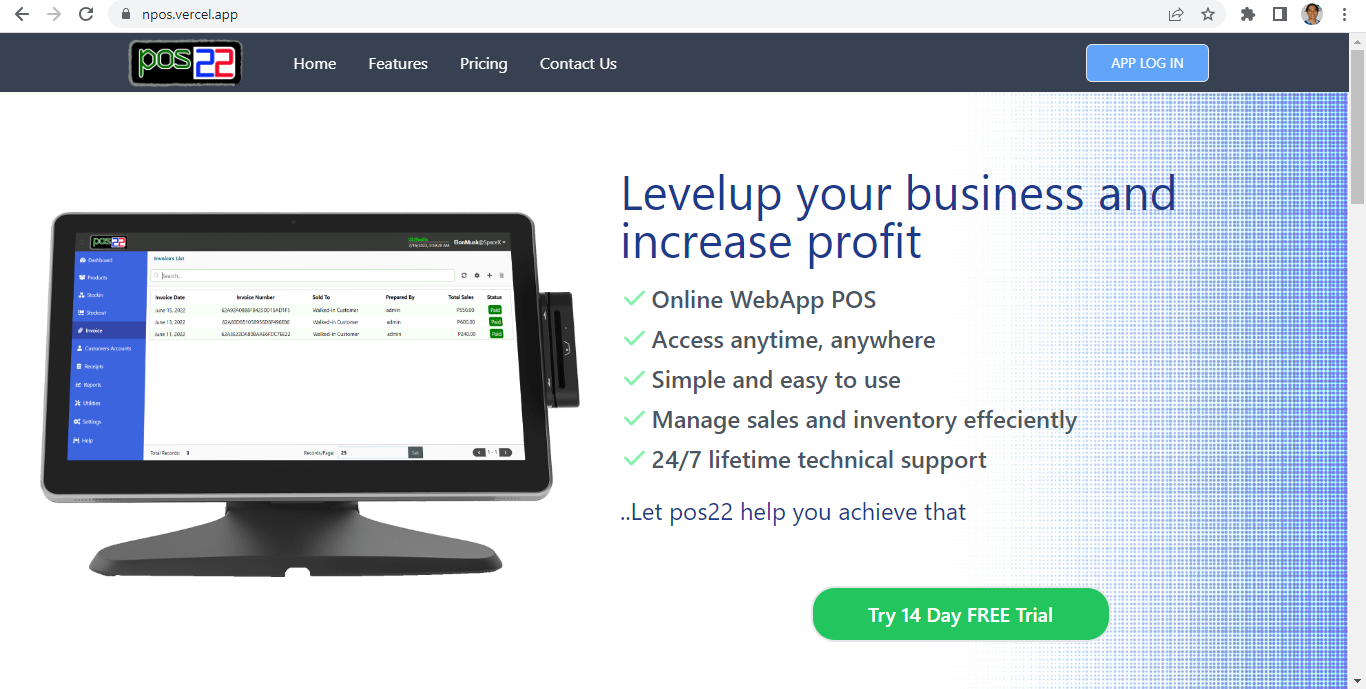 npos.vercel.app
pos22
Home
Features
Pricing
Contact Us
APP LOG IN
Levelup your business and
increase profit
Online WebApp POS
Access anytime, anywhere
Simple and easy to use
Manage sales and inventory effeciently
24/7 lifetime technical support
..Let pos22 help you achieve that
Try 14 Day FREE Trial
pos22
ElonMusk@SpaceX
Dashboard
Products
Stockin
Stockout
Invoice
Customers Accounts
Receipts
Reports
Utilities
Settings
Help
Invoice's List
Search...
Invoice Date Invoice Number Sold To Prepared By Total Sales Status
June 15, 2022 Walked-in Customer admin P550.00 Paid
June 13, 2022 Walked-in Customer admin P600.00 Paid
June 11, 2022 Walked-in Customer admin P240.00 Paid
Total Records: 3 Records/Page: 25 Set 1 - 1